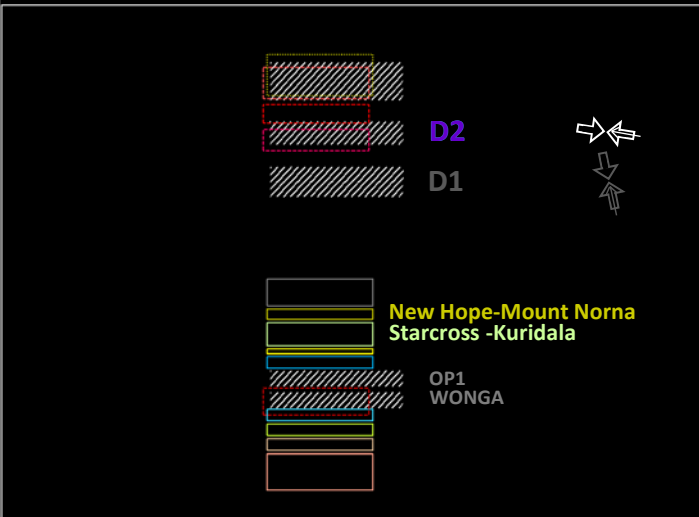 D2
D1
New Hope-Mount Norna
Starcross -Kuridala
OP1
WONGA